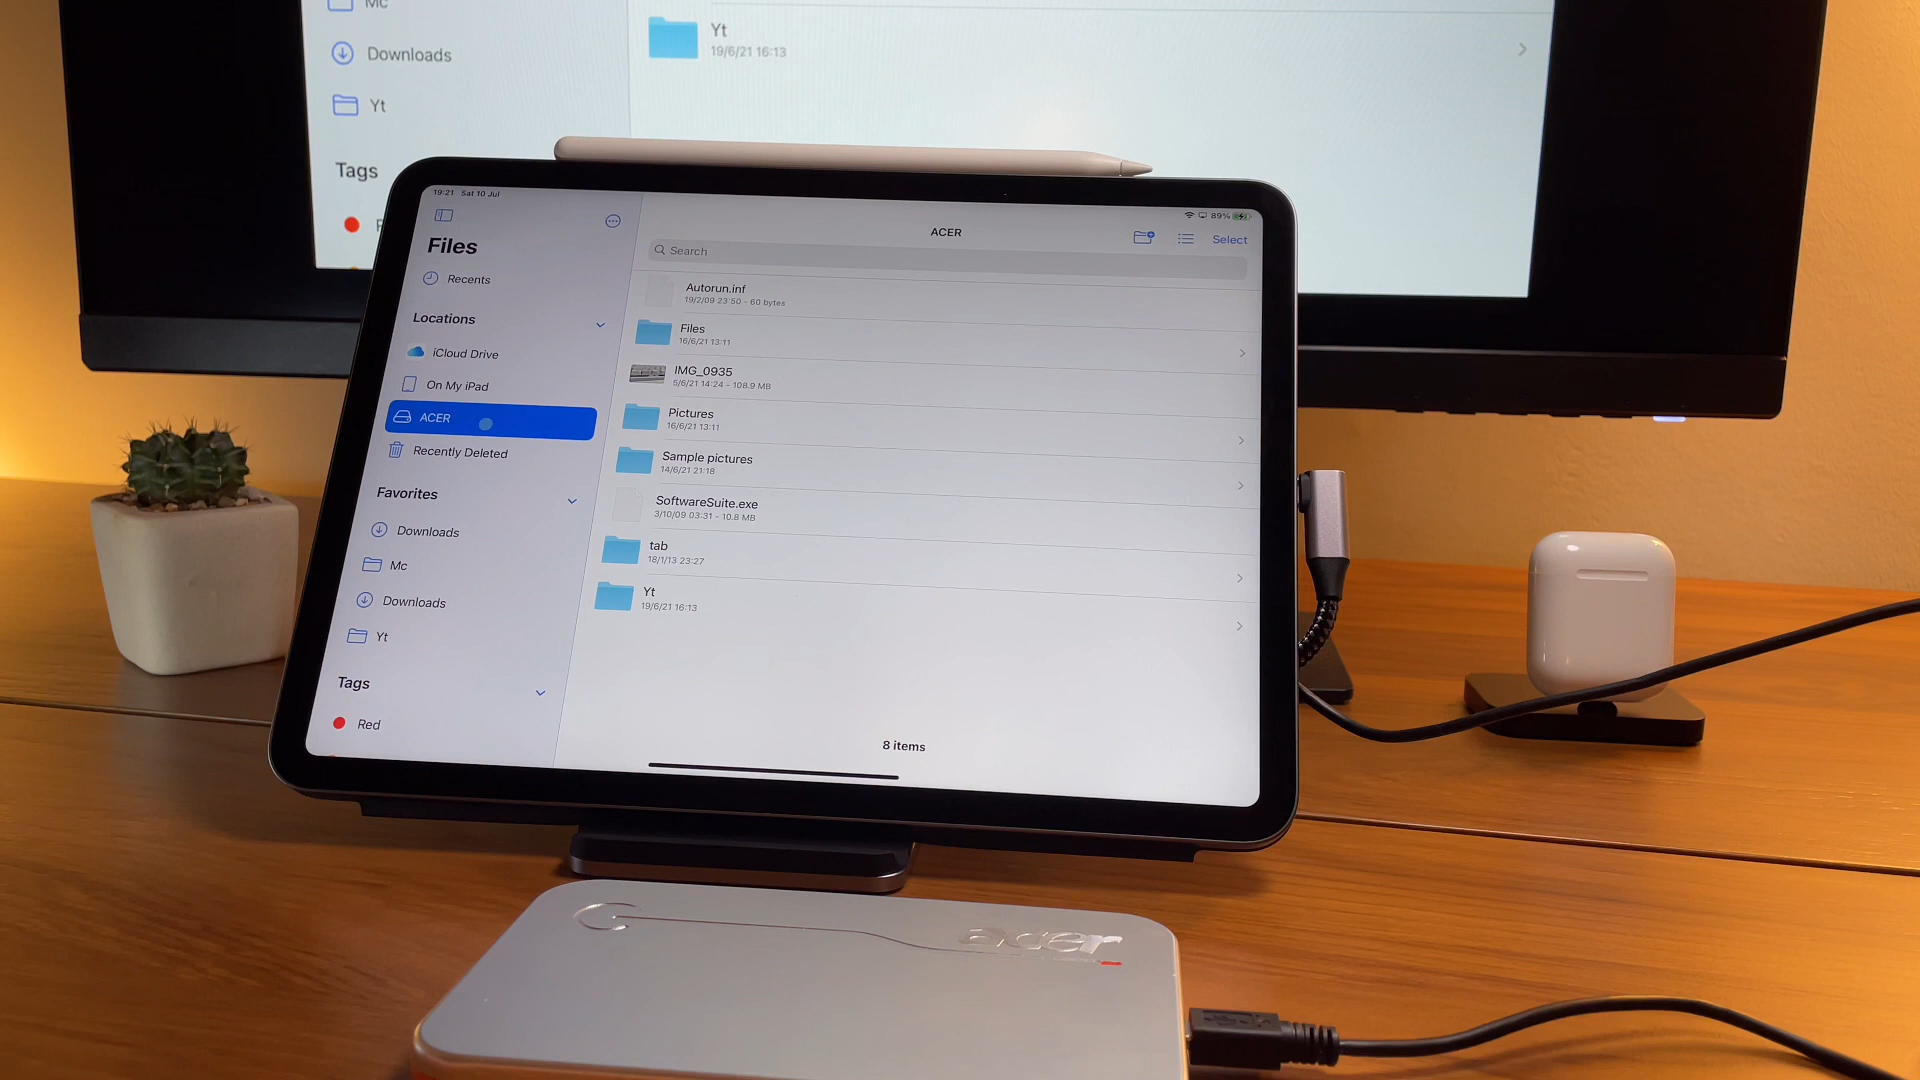 Mc
Downloads
Yt
Tags
Yt
19/6/21 16:13
19:21 Sat 10 Jul
89%
Files
Recents
Locations
iCloud Drive
On My iPad
ACER
Recently Deleted
Favorites
Downloads
Mc
Downloads
Yt
Tags
Red
ACER
Select
Search
Autorun.inf
19/2/09 23:50 - 60 bytes
Files
16/6/21 13:11
IMG_0935
5/6/21 14:24 - 108.9 MB
Pictures
16/6/21 13:11
Sample pictures
14/6/21 21:18
SoftwareSuite.exe
3/10/09 03:31 - 10.8 MB
tab
18/1/13 23:27
Yt
19/6/21 16:13
8 items
acer